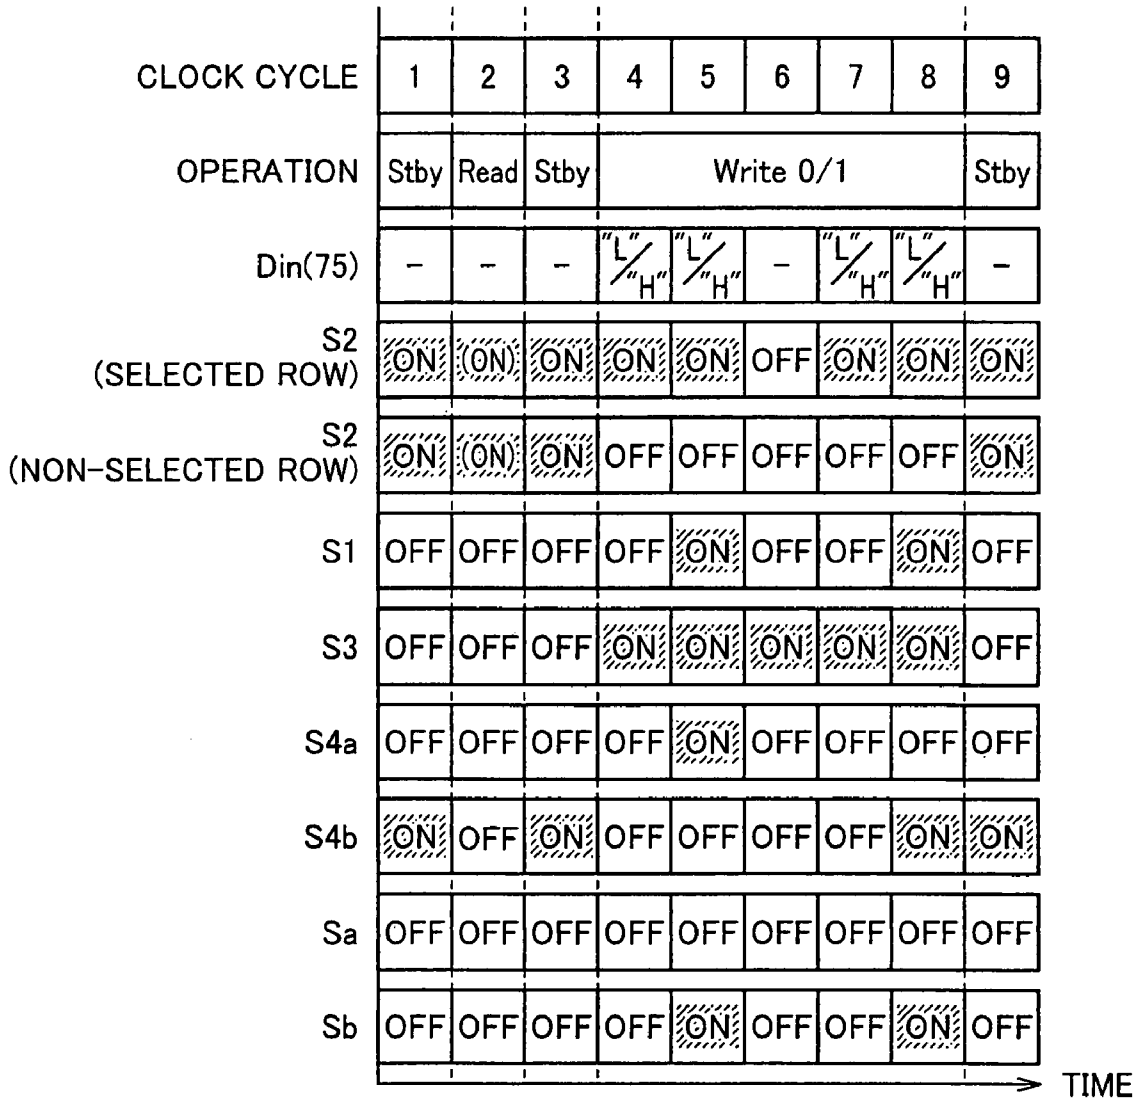 CLOCK CYCLE 1 2 3 4 5 6 7 8 9
OPERATION Stby Read Stby Write 0/1 Stby
Din(75) - - - "L"/"H" "L"/"H" - "L"/"H" "L"/"H" -
S2
(SELECTED ROW) ON (ON) ON ON ON OFF ON ON ON
S2
(NON-SELECTED ROW) ON (ON) ON OFF OFF OFF OFF OFF ON
S1 OFF OFF OFF OFF ON OFF OFF ON OFF
S3 OFF OFF OFF ON ON ON ON ON OFF
S4a OFF OFF OFF OFF ON OFF OFF OFF OFF
S4b ON OFF ON OFF OFF OFF OFF ON ON
Sa OFF OFF OFF OFF OFF OFF OFF OFF OFF
Sb OFF OFF OFF OFF ON OFF OFF ON OFF
TIME